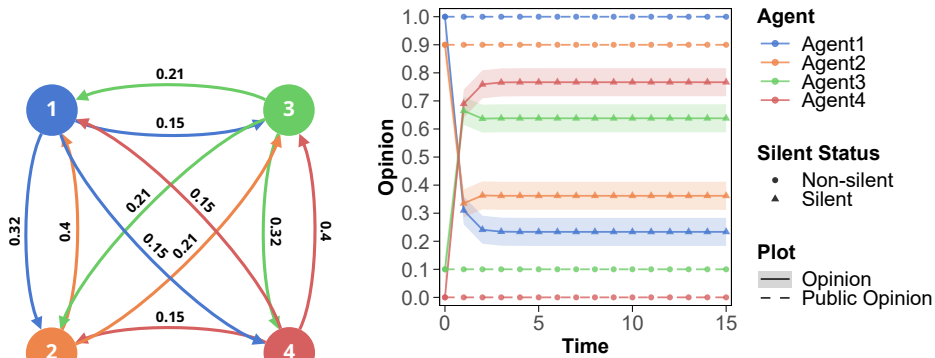 0.21
1
3
0.15
0.21
0.15
0.32
0.4
0.15
0.21
0.32
0.4
0.15
2
4
Opinion
1.0
0.9
0.8
0.7
0.6
0.5
0.4
0.3
0.2
0.1
0.0
0
5
10
15
Time
Agent
Agent1
Agent2
Agent3
Agent4
Silent Status
Non-silent
Silent
Plot
Opinion
Public Opinion